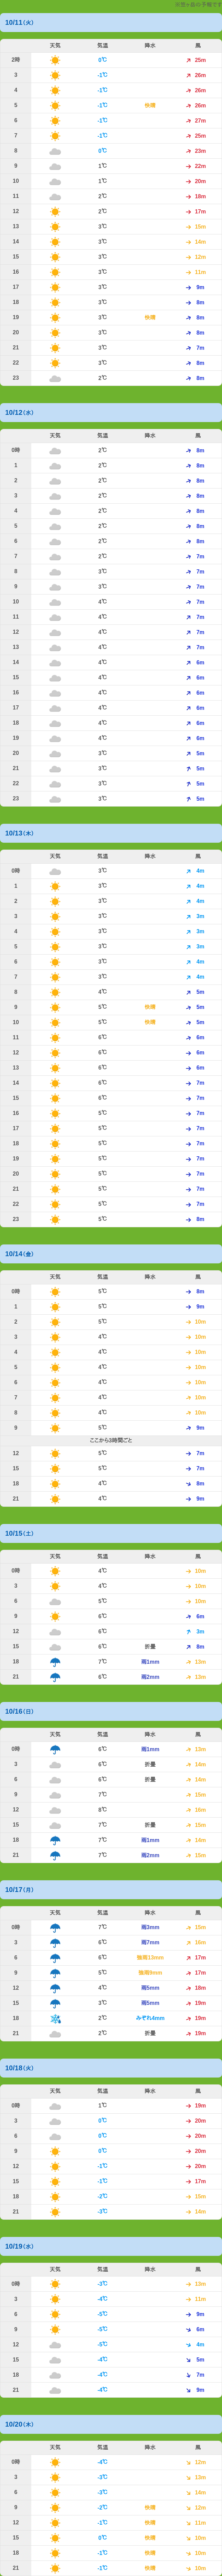 10/11(火)
天気 気温 降水 風
2時 0℃ 25m
3 -1℃ 26m
4 -1℃ 26m
5 -1℃ 快晴 26m
6 -1℃ 27m
7 -1℃ 25m
8 0℃ 23m
9 1℃ 22m
10 1℃ 20m
11 2℃ 18m
12 2℃ 17m
13 3℃ 15m
14 3℃ 14m
15 3℃ 12m
16 3℃ 11m
17 3℃ 9m
18 3℃ 8m
19 3℃ 快晴 8m
20 3℃ 8m
21 3℃ 7m
22 3℃ 8m
23 2℃ 8m
10/12(水)
天気 気温 降水 風
0時 2℃ 8m
1 2℃ 8m
2 2℃ 8m
3 2℃ 8m
4 2℃ 8m
5 2℃ 8m
6 2℃ 8m
7 2℃ 7m
8 3℃ 7m
9 3℃ 7m
10 4℃ 7m
11 4℃ 7m
12 4℃ 7m
13 4℃ 7m
14 4℃ 6m
15 4℃ 6m
16 4℃ 6m
17 4℃ 6m
18 4℃ 6m
19 4℃ 6m
20 3℃ 5m
21 3℃ 5m
22 3℃ 5m
23 3℃ 5m
10/13(木)
天気 気温 降水 風
0時 3℃ 4m
1 3℃ 4m
2 3℃ 4m
3 3℃ 3m
4 3℃ 3m
5 3℃ 3m
6 3℃ 4m
7 3℃ 4m
8 4℃ 5m
9 5℃ 快晴 5m
10 5℃ 快晴 5m
11 6℃ 6m
12 6℃ 6m
13 6℃ 6m
14 6℃ 7m
15 6℃ 7m
16 5℃ 7m
17 5℃ 7m
18 5℃ 7m
19 5℃ 7m
20 5℃ 7m
21 5℃ 7m
22 5℃ 7m
23 5℃ 8m
10/14(金)
天気 気温 降水 風
0時 5℃ 8m
1 5℃ 9m
2 5℃ 10m
3 4℃ 10m
4 4℃ 10m
5 4℃ 10m
6 4℃ 10m
7 4℃ 10m
8 4℃ 10m
9 5℃ 9m
ここから3時間ごと
12 5℃ 7m
15 5℃ 7m
18 4℃ 8m
21 4℃ 9m
10/15(土)
天気 気温 降水 風
0時 4℃ 10m
3 4℃ 10m
6 5℃ 10m
9 6℃ 6m
12 6℃ 3m
15 6℃ 折曇 8m
18 7℃ 雨1mm 13m
21 6℃ 雨2mm 12m
10/16(日)
天気 気温 降水 風
0時 6℃ 雨1mm 13m
3 6℃ 折曇 14m
6 6℃ 折曇 14m
9 7℃ 15m
12 8℃ 16m
15 7℃ 折曇 15m
18 7℃ 雨1mm 14m
21 7℃ 雨2mm 15m
10/17(月)
天気 気温 降水 風
0時 7℃ 雨3mm 15m
3 6℃ 雨7mm 16m
6 6℃ 強雨13mm 17m
9 5℃ 強雨9mm 17m
12 4℃ 雨5mm 18m
15 3℃ 雨5mm 19m
18 2℃ みぞれ4mm 19m
21 2℃ 折曇 19m
10/18(火)
天気 気温 降水 風
0時 1℃ 19m
3 0℃ 20m
6 0℃ 20m
9 0℃ 20m
12 -1℃ 20m
15 -1℃ 17m
18 -2℃ 15m
21 -3℃ 14m
10/19(水)
天気 気温 降水 風
0時 -3℃ 13m
3 -4℃ 11m
6 -5℃ 9m
9 -5℃ 6m
12 -5℃ 4m
15 -4℃ 5m
18 -4℃ 7m
21 -4℃ 9m
10/20(木)
天気 気温 降水 風
0時 -4℃ 12m
3 -3℃ 13m
6 -3℃ 14m
9 -2℃ 快晴 12m
12 -1℃ 快晴 11m
15 0℃ 快晴 10m
18 -1℃ 快晴 10m
21 -1℃ 快晴 10m